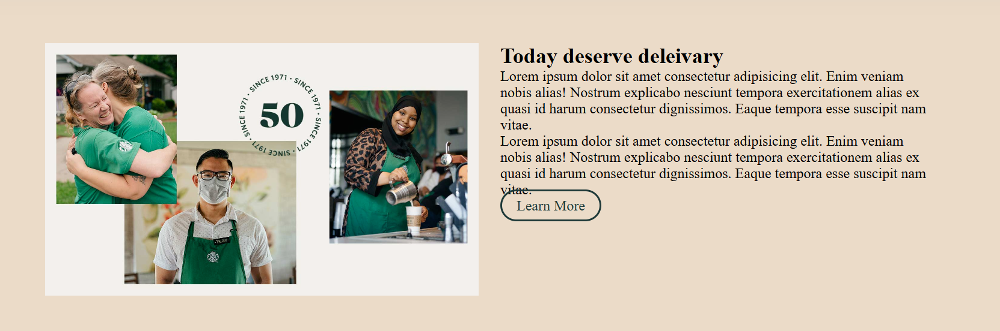 SINCE 1971 · SINCE 1971 · SINCE 1971 · SINCE 1971 ·
50
Today deserve deleivary
Lorem ipsum dolor sit amet consectetur adipisicing elit. Enim veniam
nobis alias! Nostrum explicabo nesciunt tempora exercitationem alias ex
quasi id harum consectetur dignissimos. Eaque tempora esse suscipit nam
vitae.
Lorem ipsum dolor sit amet consectetur adipisicing elit. Enim veniam
nobis alias! Nostrum explicabo nesciunt tempora exercitationem alias ex
quasi id harum consectetur dignissimos. Eaque tempora esse suscipit nam
vitae.
Learn More